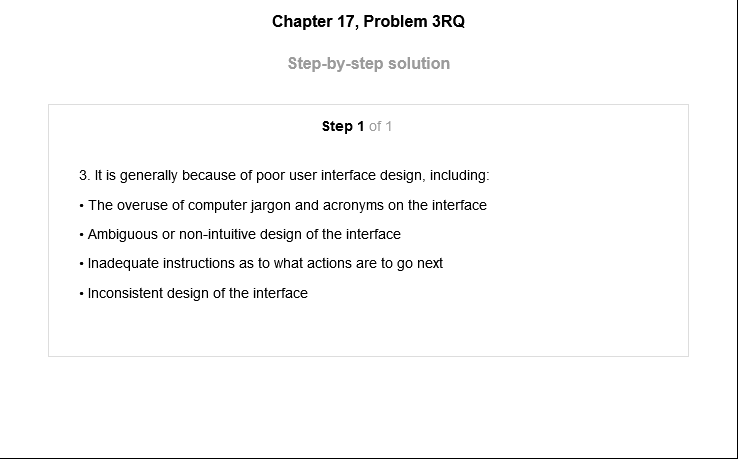 Chapter 17, Problem 3RQ
Step-by-step solution
Step 1 of 1
3. It is generally because of poor user interface design, including:
• The overuse of computer jargon and acronyms on the interface
• Ambiguous or non-intuitive design of the interface
• Inadequate instructions as to what actions are to go next
• Inconsistent design of the interface